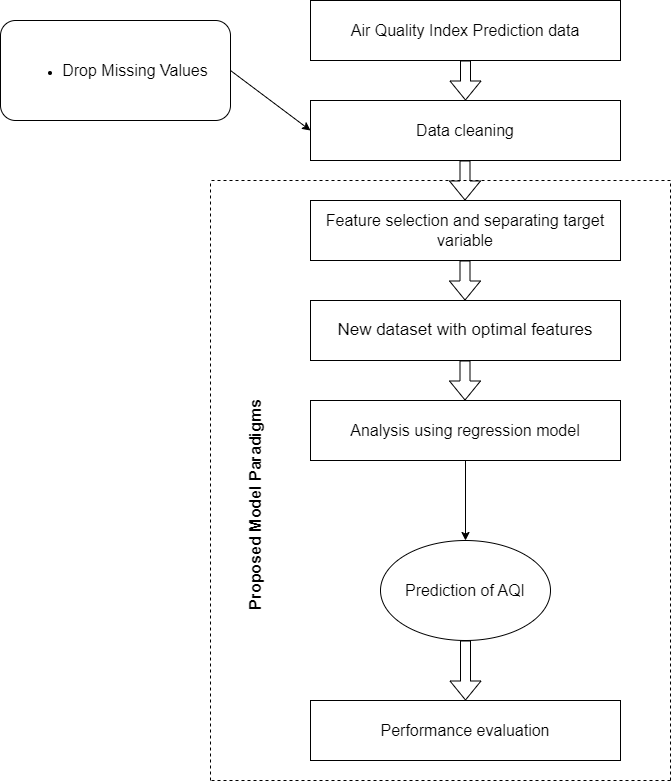 Air Quality Index Prediction data
• Drop Missing Values
Data cleaning
Feature selection and separating target
variable
New dataset with optimal features
Analysis using regression model
Proposed Model Paradigms
Prediction of AQI
Performance evaluation